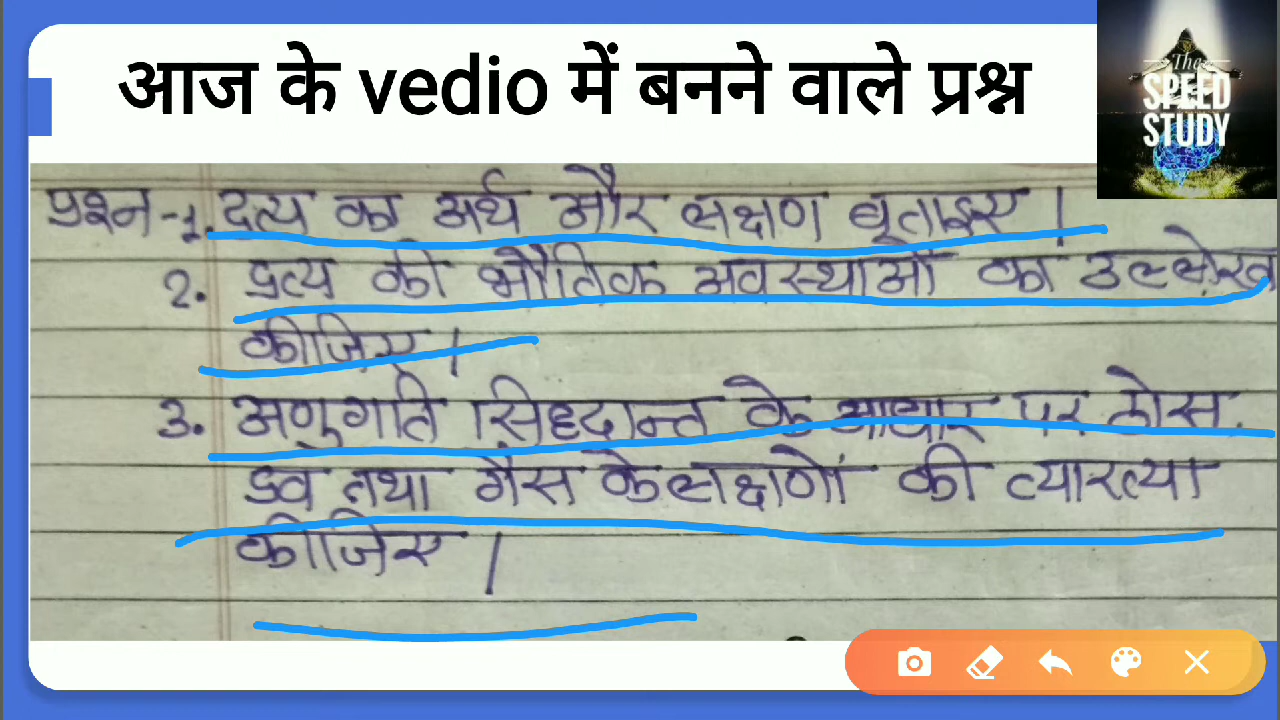 आज के vedio में बनने वाले प्रश्न
The
SPEED
STUDY
प्रश्न-1. द्रव्य का अर्थ और लक्षण बताइए।
2. द्रव्य की भौतिक अवस्थाओं का उल्लेख
कीजिए।
3. अणुगति सिद्दान्त के आधार पर ठोस,
द्रव तथा गैस के लक्षणों की व्याख्या
कीजिए।